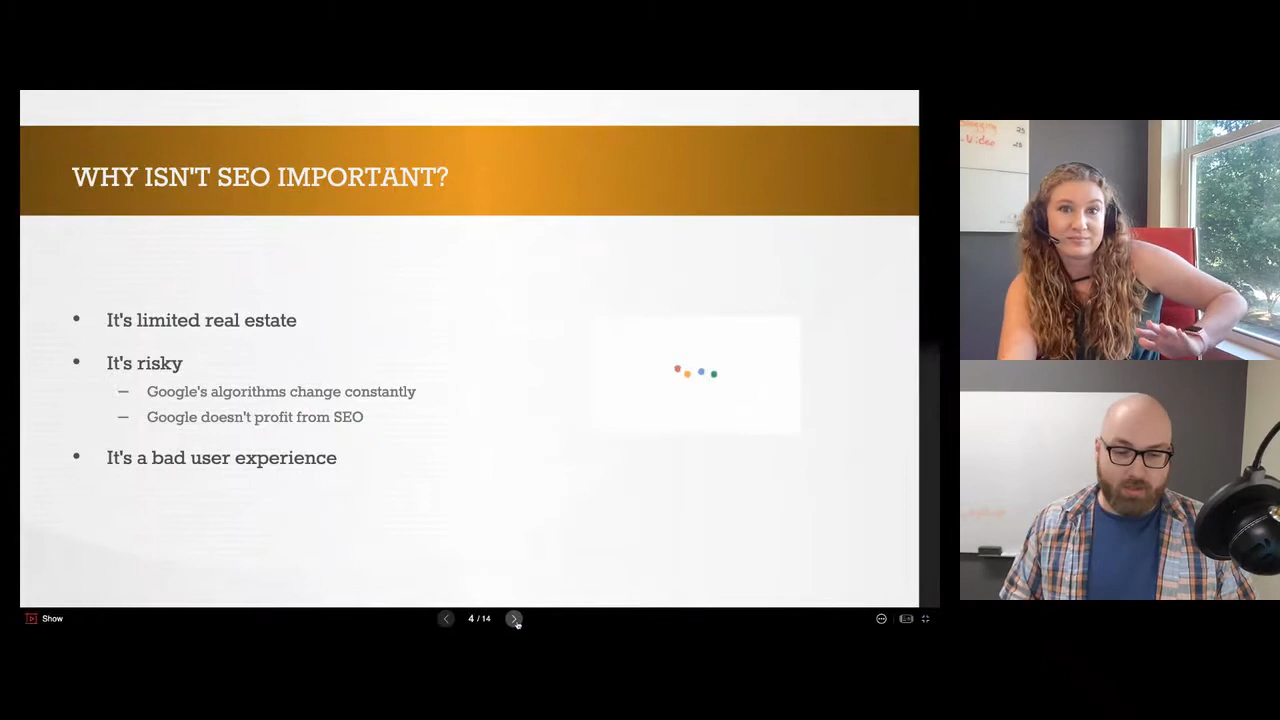 WHY ISN'T SEO IMPORTANT?
• It's limited real estate
• It's risky
– Google's algorithms change constantly
– Google doesn't profit from SEO
• It's a bad user experience
Show
4 / 14
Video